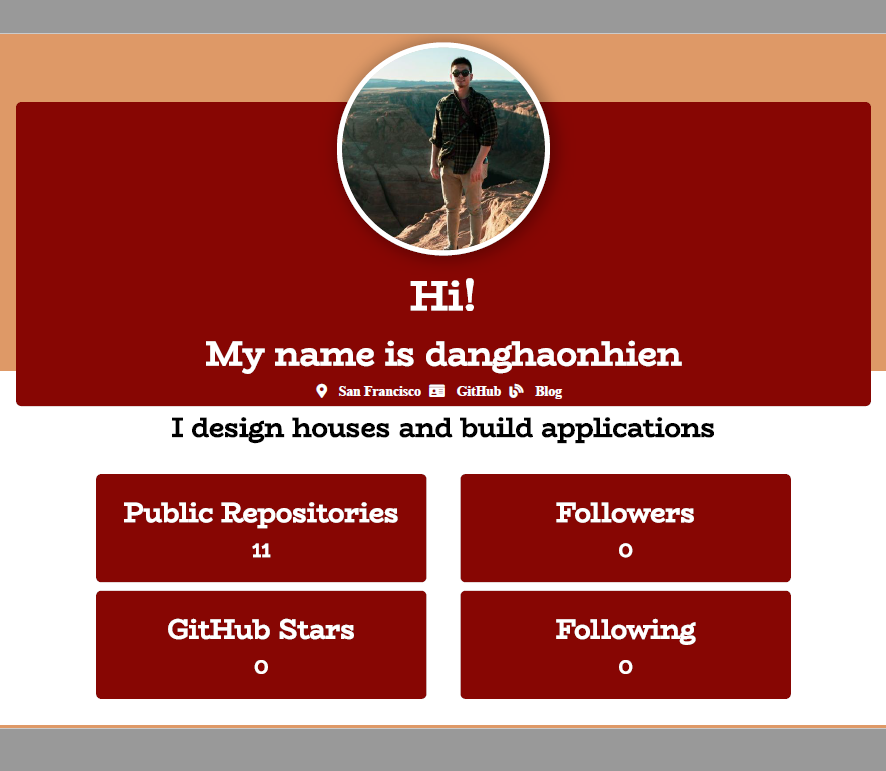 Hi!
My name is danghaonhien
San Francisco GitHub Blog
I design houses and build applications
Public Repositories
11
Followers
0
GitHub Stars
0
Following
0